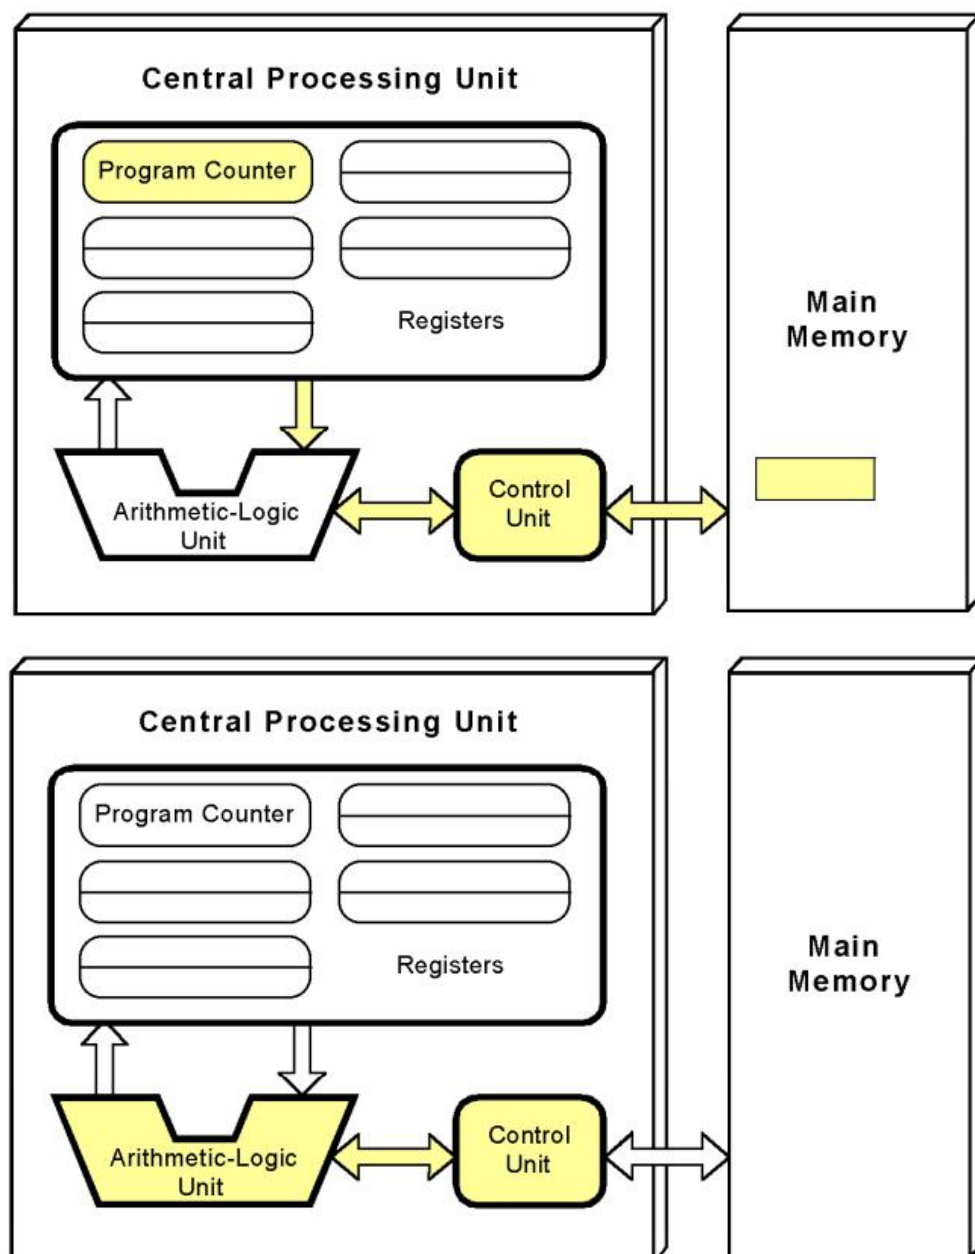 Central Processing Unit
Program Counter
Registers
Main
Memory
Control
Unit
Arithmetic-Logic
Unit
Central Processing Unit
Program Counter
Registers
Main
Memory
Control
Unit
Arithmetic-Logic
Unit